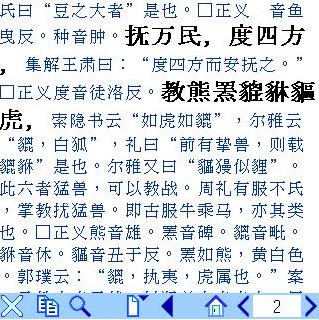 氏曰“豆之大者”是也。□正义 音鱼
曳反。种音肿。抚万民，度四方
，集解王肃曰：“度四方而安抚之。”
□正义度音徒洛反。教熊罴貔貅貙
虎，索隐书云“如虎如貔”，尔雅云
“貔，白狐”，礼曰“前有挚兽，则载
貔貅”是也。尔雅又曰“貙獌似貍”。
此六者猛兽，可以教战。周礼有服不氏
，掌教扰猛兽。即古服牛乘马，亦其类
也。□正义熊音雄。罴音碑。貔音毗。
貅音休。貙音丑于反。罴如熊，黄白色
。郭璞云：“貔，执夷，虎属也。”案
2